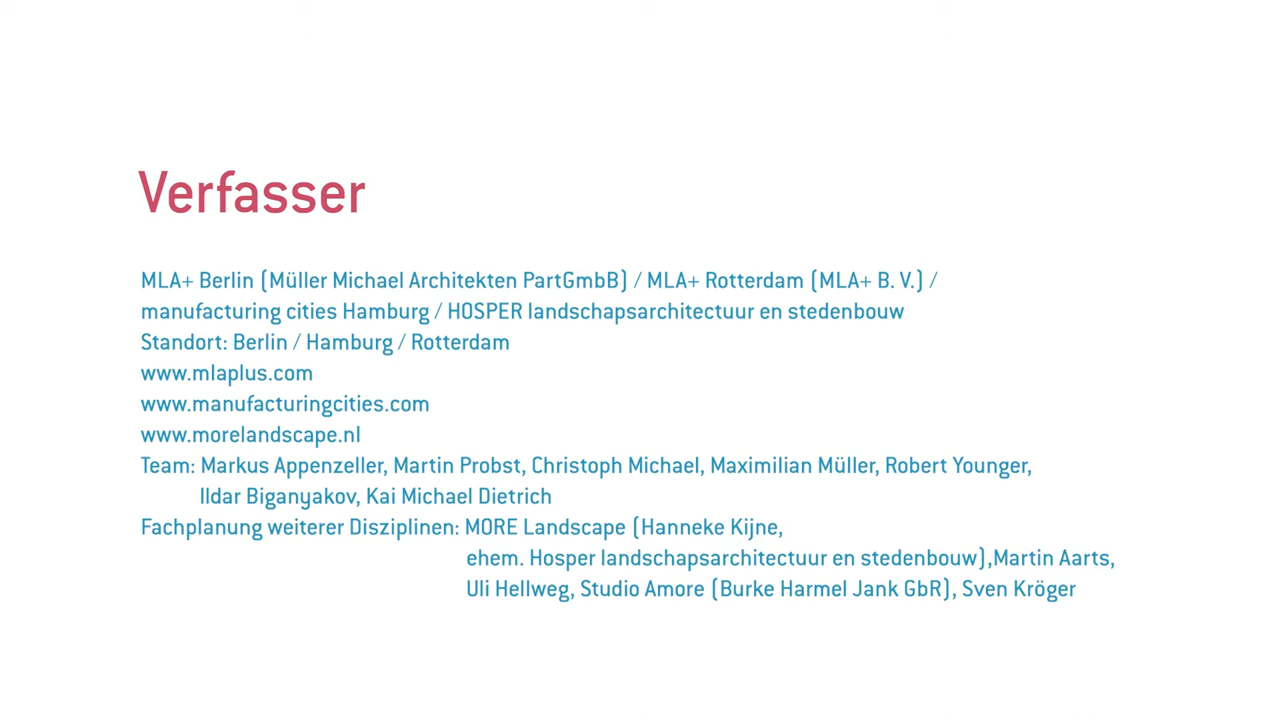 Verfasser
MLA+ Berlin (Müller Michael Architekten PartGmbB) / MLA+ Rotterdam (MLA+ B. V.) /
manufacturing cities Hamburg / HOSPER landschapsarchitectuur en stedenbouw
Standort: Berlin / Hamburg / Rotterdam
www.mlaplus.com
www.manufacturingcities.com
www.morelandscape.nl
Team: Markus Appenzeller, Martin Probst, Christoph Michael, Maximilian Müller, Robert Younger,
Ildar Biganyakov, Kai Michael Dietrich
Fachplanung weiterer Disziplinen: MORE Landscape (Hanneke Kijne,
ehem. Hosper landschapsarchitectuur en stedenbouw),Martin Aarts,
Uli Hellweg, Studio Amore (Burke Harmel Jank GbR), Sven Kröger